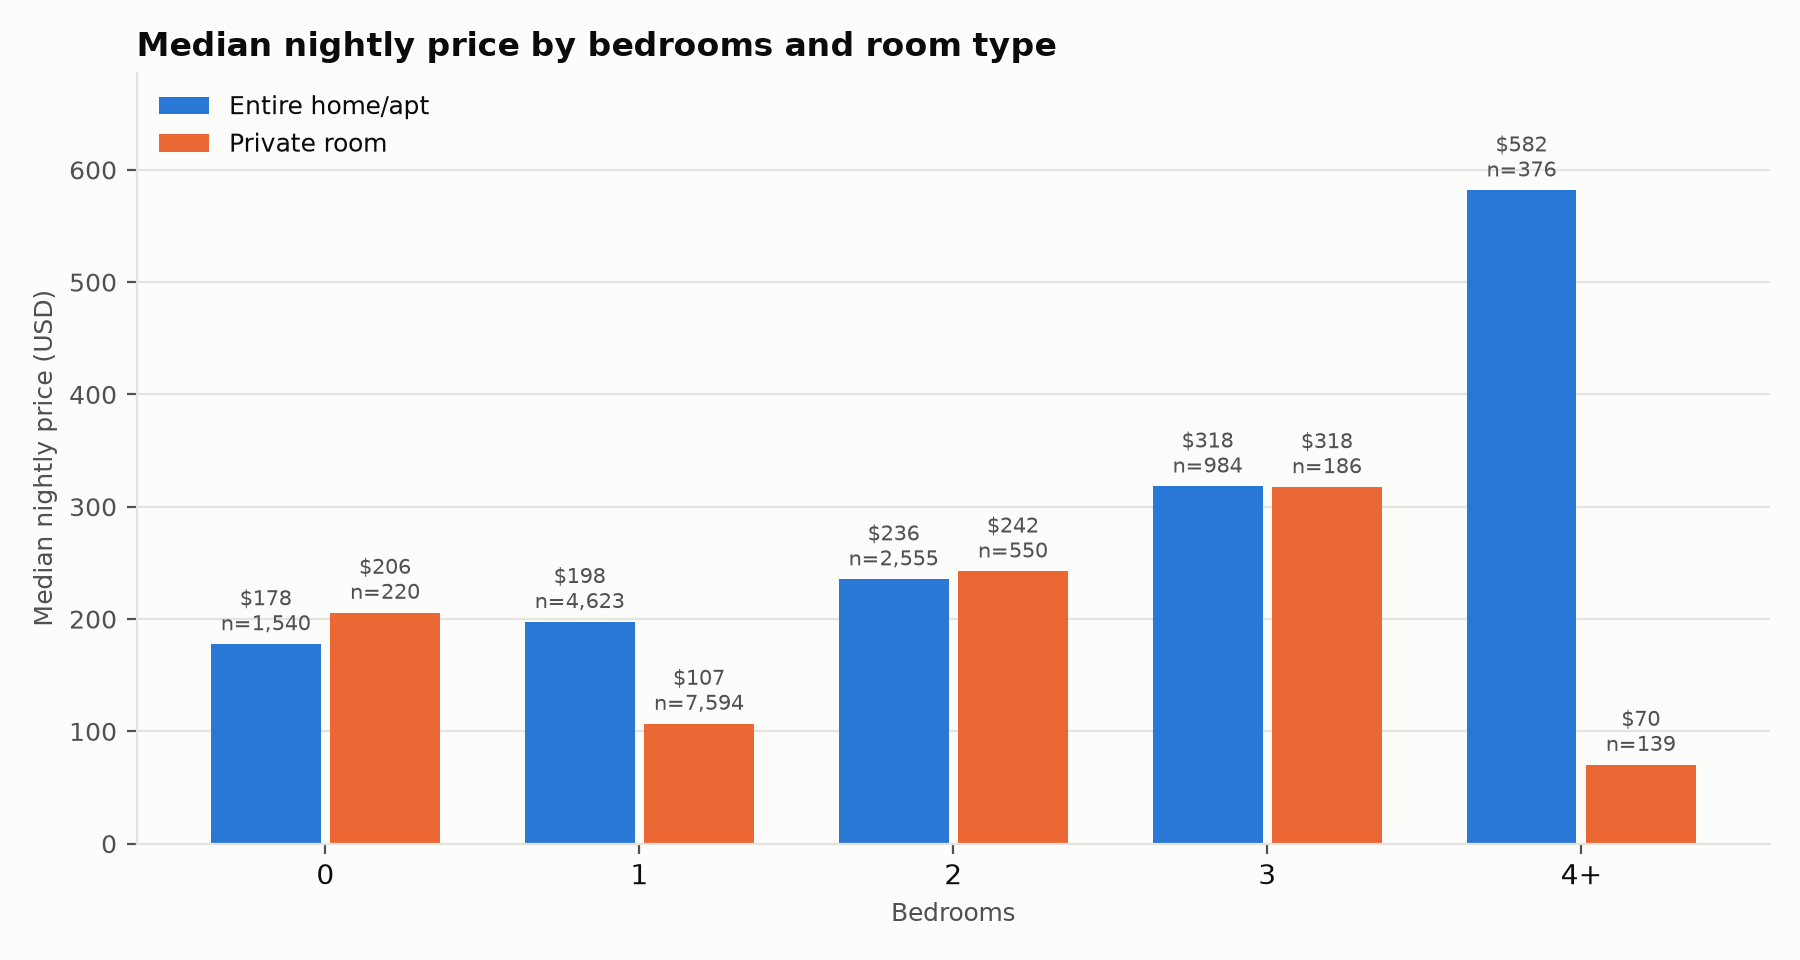 Median nightly price by bedrooms and room type
Entire home/apt
Private room
Median nightly price (USD)
600
500
400
300
200
100
0
$178
n=1,540
$206
n=220
$198
n=4,623
$107
n=7,594
$236
n=2,555
$242
n=550
$318
n=984
$318
n=186
$582
n=376
$70
n=139
0
1
2
3
4+
Bedrooms